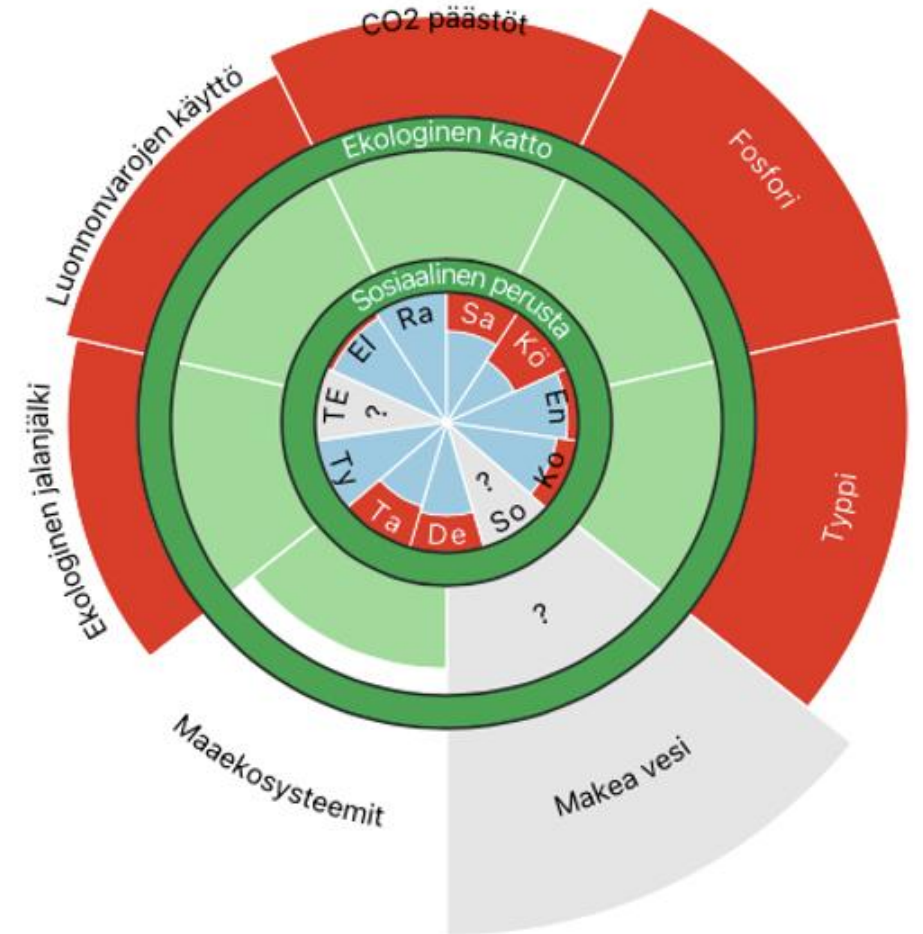 CO2 päästöt
Fosfori
Typpi
Makea vesi
?
Maaekosysteemit
Ekologinen jalanjälki
Luonnonvarojen käyttö
Ekologinen katto
Sosiaalinen perusta
Sa
Kö
En
Ko
So
?
De
Ta
Ty
TE
?
El
Ra